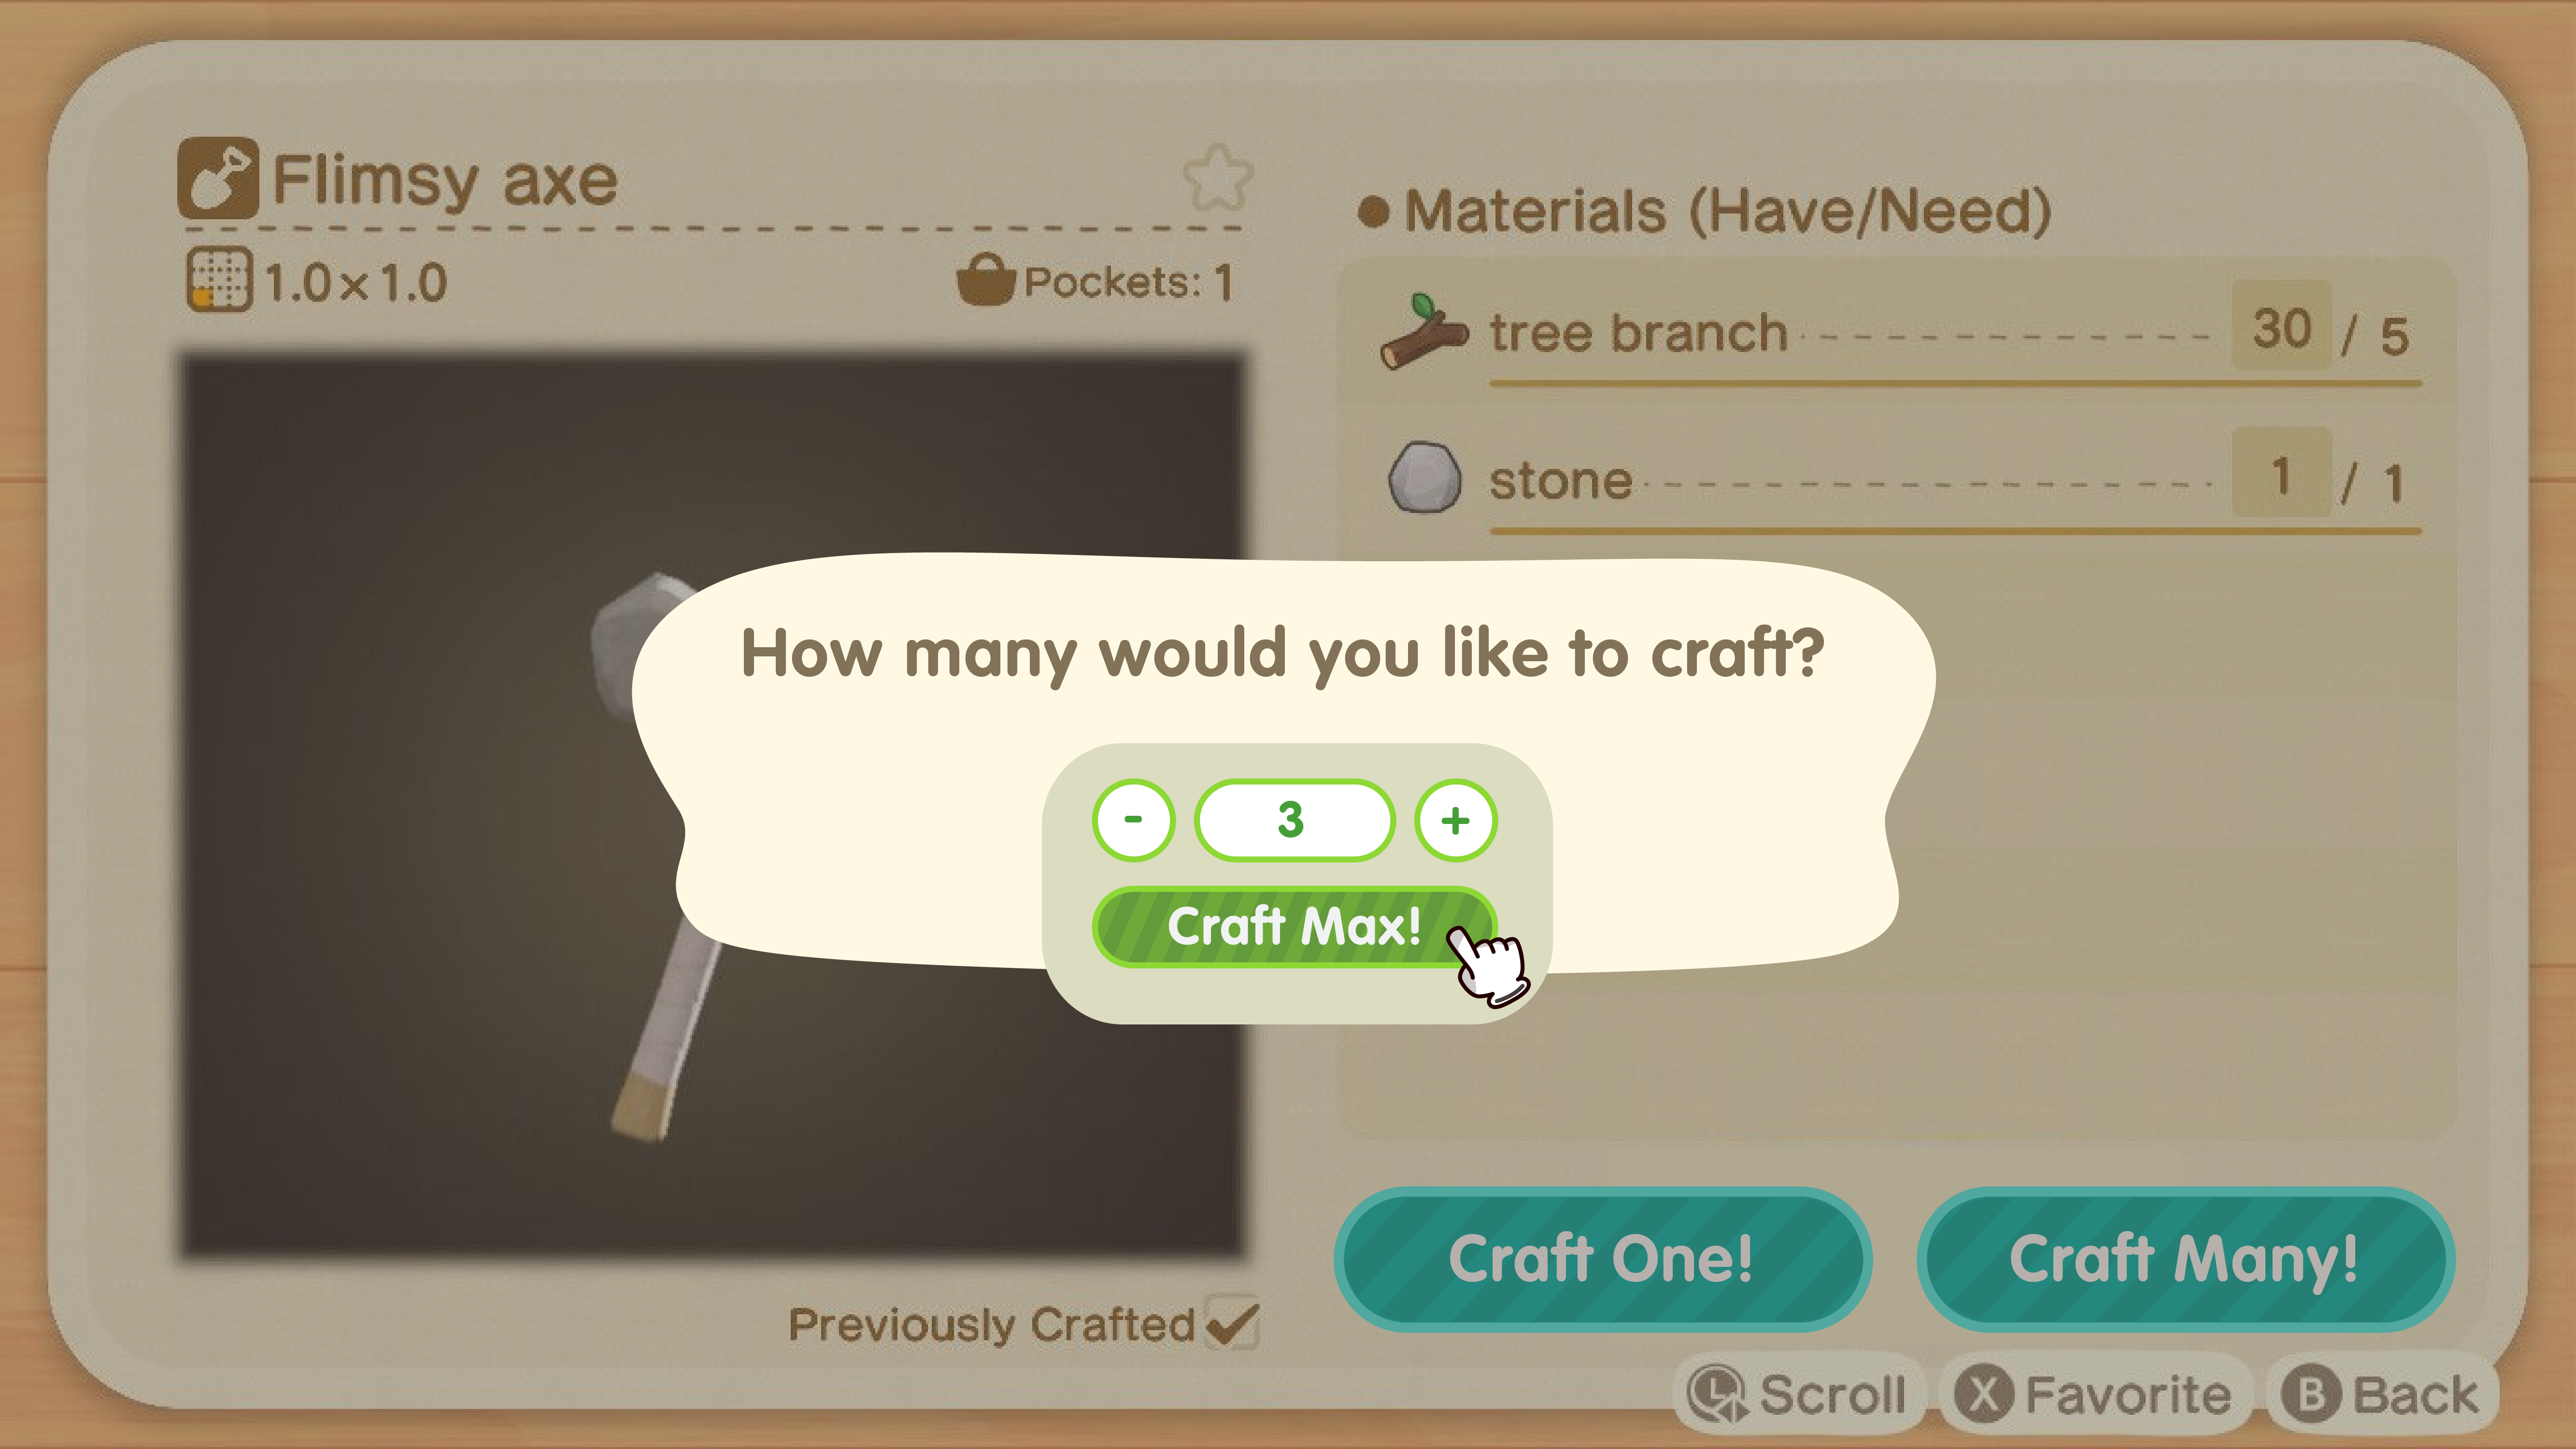 Flimsy axe
1.0×1.0
Pockets: 1
Materials (Have/Need)
tree branch 30 / 5
stone 1 / 1
How many would you like to craft?
- 3 +
Craft Max!
Craft One!
Craft Many!
Previously Crafted
L Scroll
X Favorite
B Back